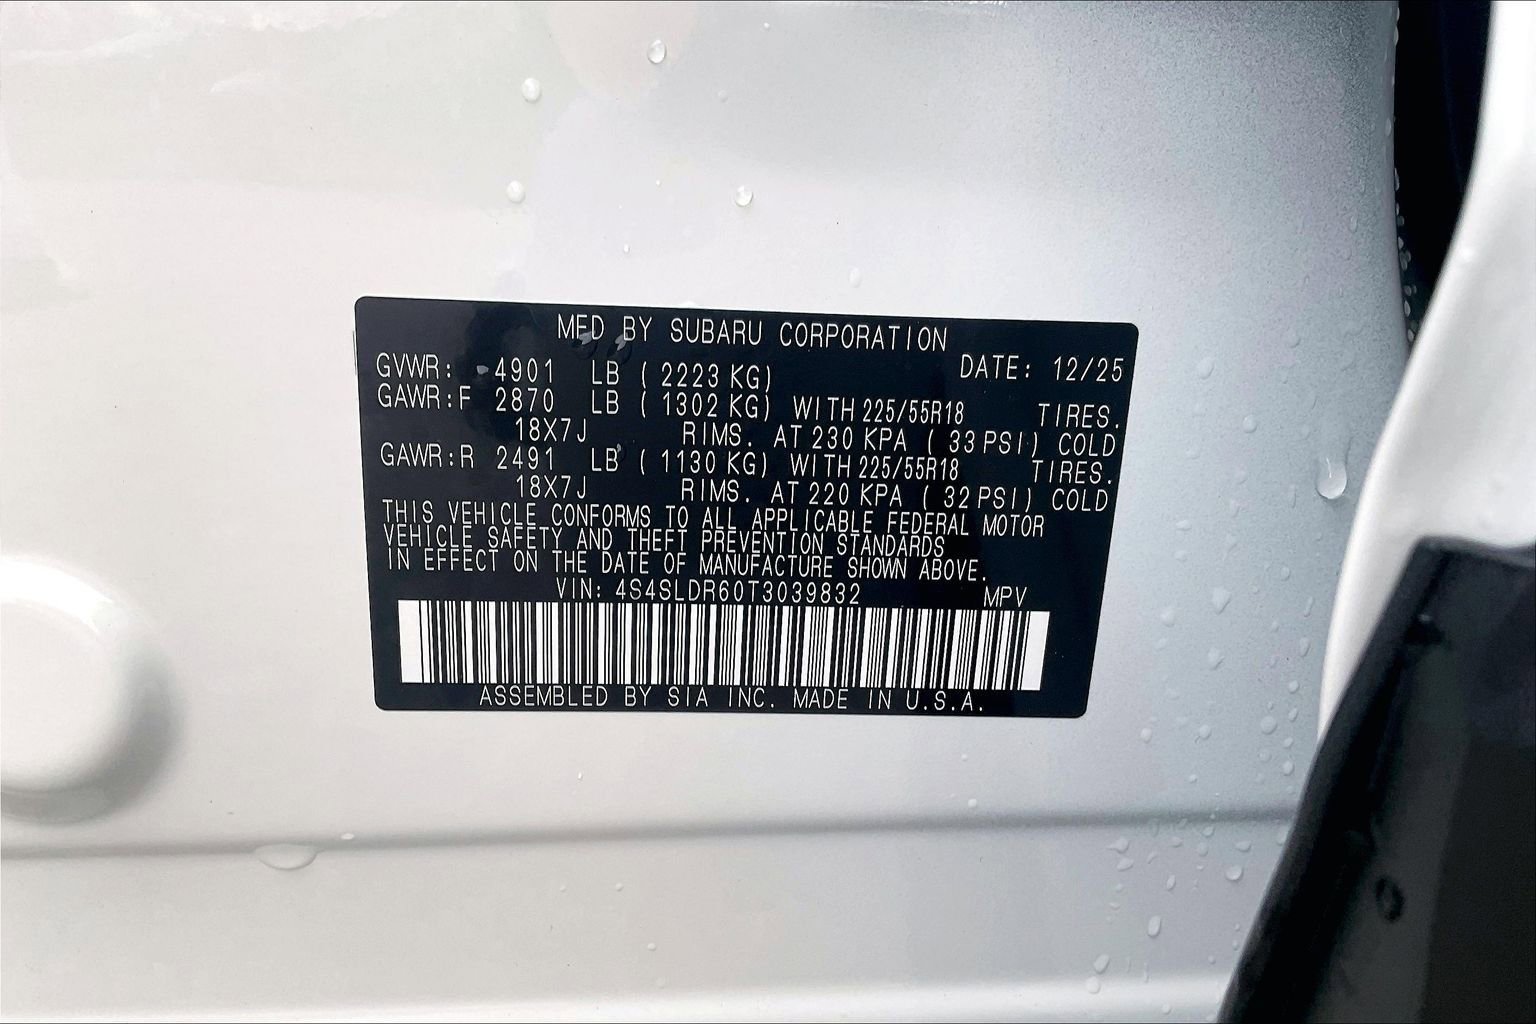 MFD BY SUBARU CORPORATION
GVWR: 4901 LB ( 2223 KG) DATE: 12/25
GAWR:F 2870 LB ( 1302 KG) WITH 225/55R18 TIRES.
18X7J RIMS. AT 230 KPA ( 33 PSI) COLD
GAWR:R 2491 LB ( 1130 KG) WITH 225/55R18 TIRES.
18X7J RIMS. AT 220 KPA ( 32 PSI) COLD
THIS VEHICLE CONFORMS TO ALL APPLICABLE FEDERAL MOTOR
VEHICLE SAFETY AND THEFT PREVENTION STANDARDS
IN EFFECT ON THE DATE OF MANUFACTURE SHOWN ABOVE.
VIN: 4S4SLDR60T3039832 MPV
ASSEMBLED BY SIA INC. MADE IN U.S.A.